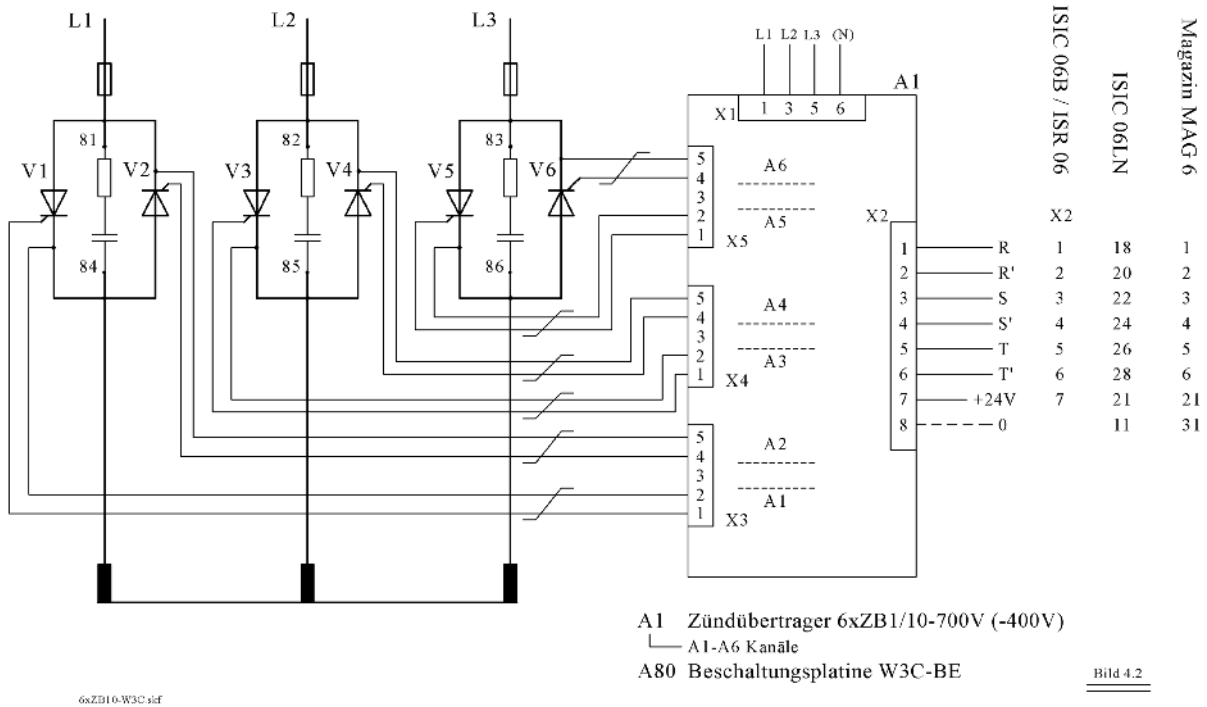 L1 L2 L3
L1 L2 L3 (N)
A1
X1 1 3 5 6
ISIC 06B / ISR 06
ISIC 06LN
Magazin MAG 6
81 82 83
V1 V2 V3 V4 V5 V6
84 85 86
5
4
3
2
1
X5
A6
A5
5
4
3
2
1
X4
A4
A3
5
4
3
2
1
X3
A2
A1
X2 X2
1 R 1 18 1
2 R' 2 20 2
3 S 3 22 3
4 S' 4 24 4
5 T 5 26 5
6 T' 6 28 6
7 +24V 7 21 21
8 0 11 31
A1 Zündübertrager 6xZB1/10-700V (-400V)
A1-A6 Kanäle
A80 Beschaltungsplatine W3C-BE
Bild 4.2
6xZB10-W3C.skf